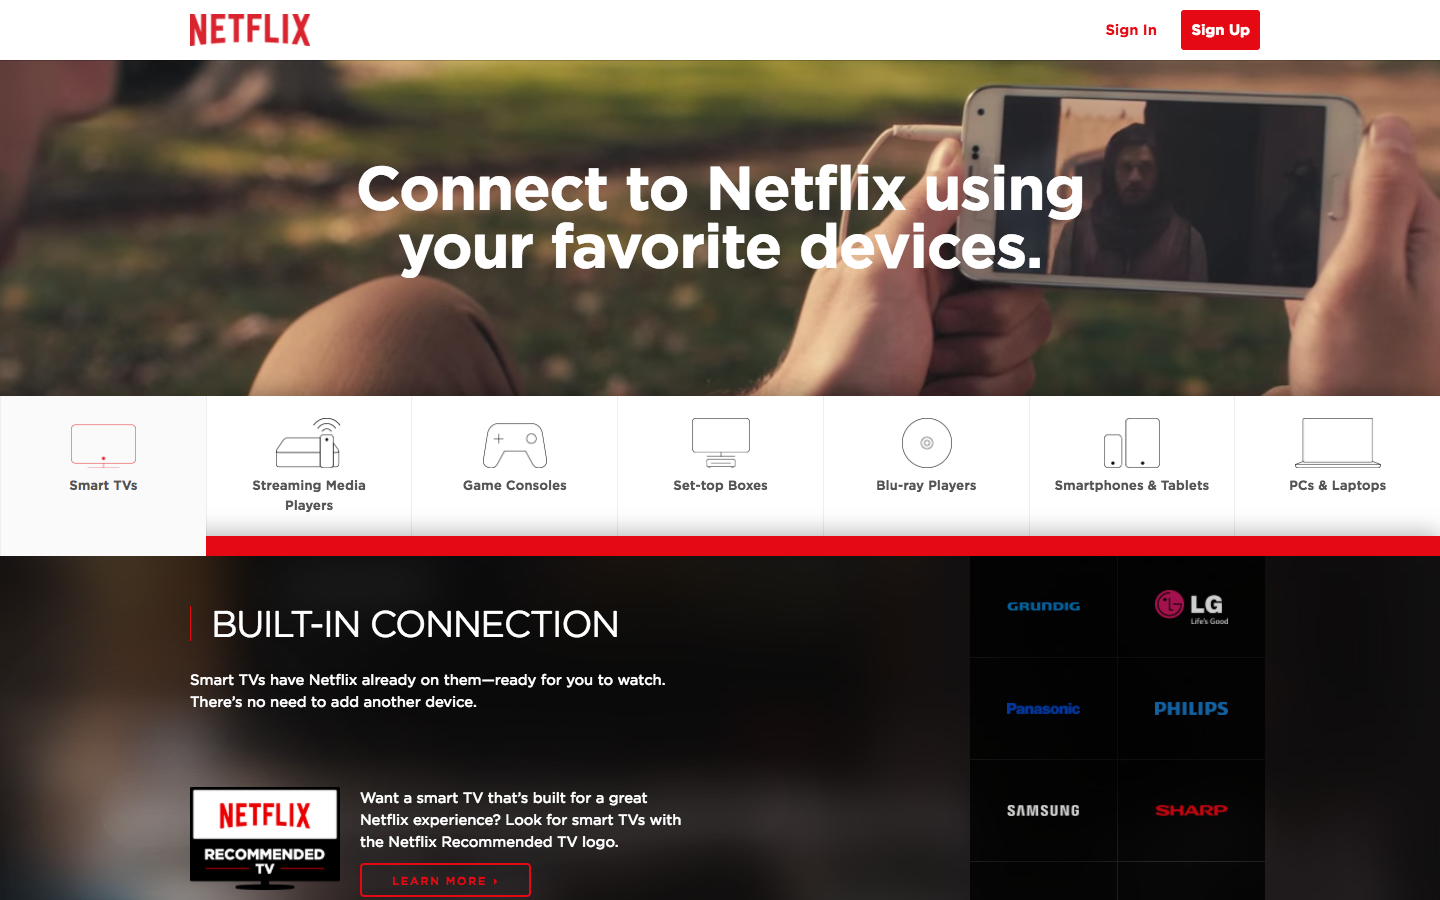 NETFLIX
Sign In
Sign Up
Connect to Netflix using
your favorite devices.
Smart TVs
Streaming Media
Players
Game Consoles
Set-top Boxes
Blu-ray Players
Smartphones & Tablets
PCs & Laptops
BUILT-IN CONNECTION
Smart TVs have Netflix already on them—ready for you to watch.
There’s no need to add another device.
NETFLIX
RECOMMENDED
TV
Want a smart TV that’s built for a great
Netflix experience? Look for smart TVs with
the Netflix Recommended TV logo.
LEARN MORE ›
GRUNDIG
LG
Life's Good
Panasonic
PHILIPS
SAMSUNG
SHARP